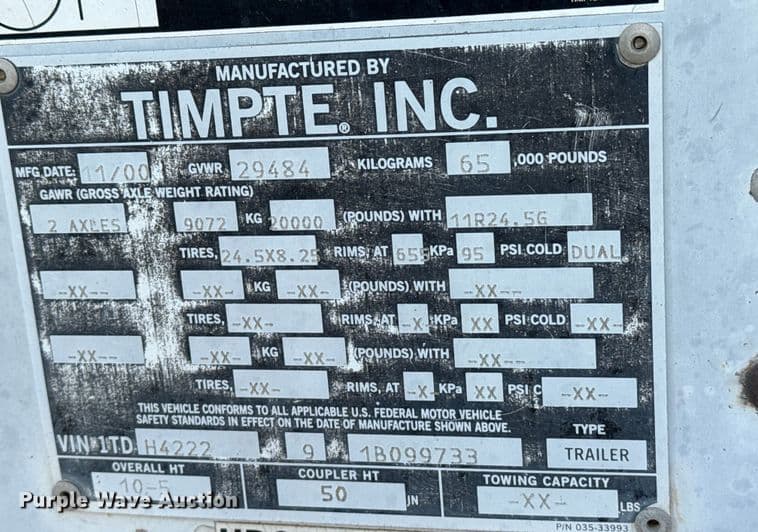 MANUFACTURED BY
TIMPTE® INC.
MFG DATE: 11/00 GVWR 29484 KILOGRAMS 65 ,000 POUNDS
GAWR (GROSS AXLE WEIGHT RATING)
2 AXLES 9072 KG 20000 (POUNDS) WITH 11R24.5G
TIRES, 24.5X8.25 RIMS, AT 655 KPa 95 PSI COLD DUAL
-XX-- -XX- KG -XX- (POUNDS) WITH -XX--
TIRES, -XX- RIMS, AT -X- KPa XX PSI COLD -XX-
-XX-- -XX- KG -XX- (POUNDS) WITH -XX--
TIRES, -XX- RIMS, AT -X- KPa XX PSI C -XX-
THIS VEHICLE CONFORMS TO ALL APPLICABLE U.S. FEDERAL MOTOR VEHICLE
SAFETY STANDARDS IN EFFECT ON THE DATE OF MANUFACTURE SHOWN ABOVE.
TYPE
VIN 1TD H4222 9 1B099733 TRAILER
OVERALL HT COUPLER HT TOWING CAPACITY
10-5 50 IN -XX- LBS
P/N 035-33993
Purple Wave Auction